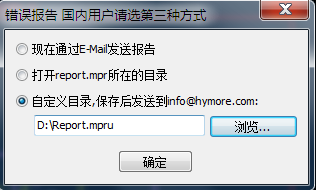 错误报告 国内用户请选第三种方式
现在通过E-Mail发送报告
打开report.mpr所在的目录
自定义目录,保存后发送到info@hymore.com:
D:\Report.mpru
浏览...
确定